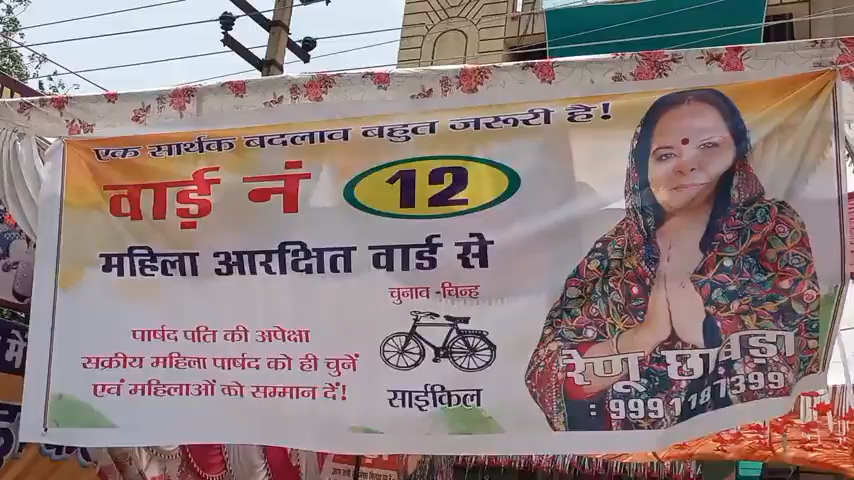 एक सार्थक बदलाव बहुत जरूरी है!
वार्ड नं 12
महिला आरक्षित वार्ड से
चुनाव -चिन्ह
पार्षद पति की अपेक्षा
सक्रीय महिला पार्षद को ही चुनें
एवं महिलाओं को सम्मान दें!
साईकिल
रेणू छाबड़ा
: 9991187399
में